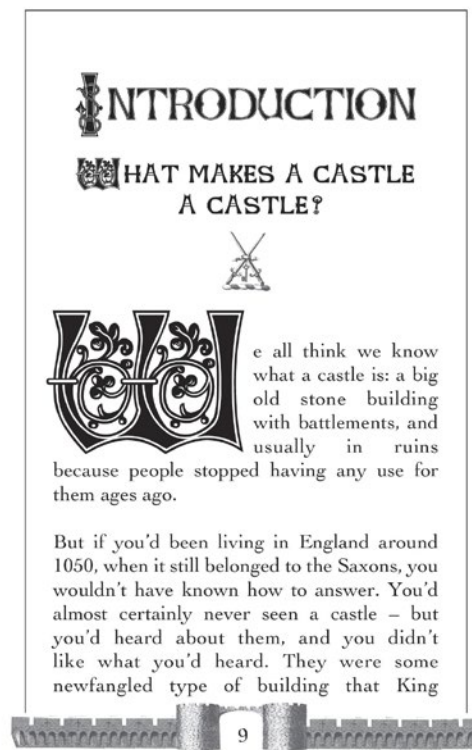 INTRODUCTION
WHAT MAKES A CASTLE
A CASTLE?
We all think we know
what a castle is: a big
old stone building
with battlements, and
usually in ruins
because people stopped having any use for
them ages ago.
But if you'd been living in England around
1050, when it still belonged to the Saxons, you
wouldn't have known how to answer. You'd
almost certainly never seen a castle – but
you'd heard about them, and you didn't
like what you'd heard. They were some
newfangled type of building that King
9